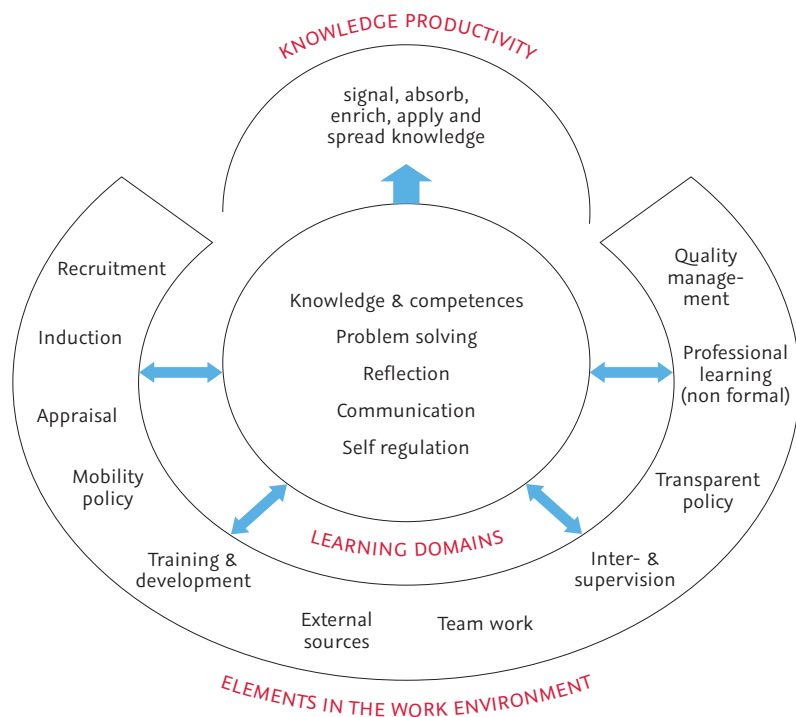 KNOWLEDGE PRODUCTIVITY
signal, absorb,
enrich, apply and
spread knowledge
Knowledge & competences
Problem solving
Reflection
Communication
Self regulation
LEARNING DOMAINS
Recruitment
Induction
Appraisal
Mobility
policy
Training &
development
External
sources
Team work
Inter- &
supervision
Transparent
policy
Professional
learning
(non formal)
Quality
manage-
ment
ELEMENTS IN THE WORK ENVIRONMENT